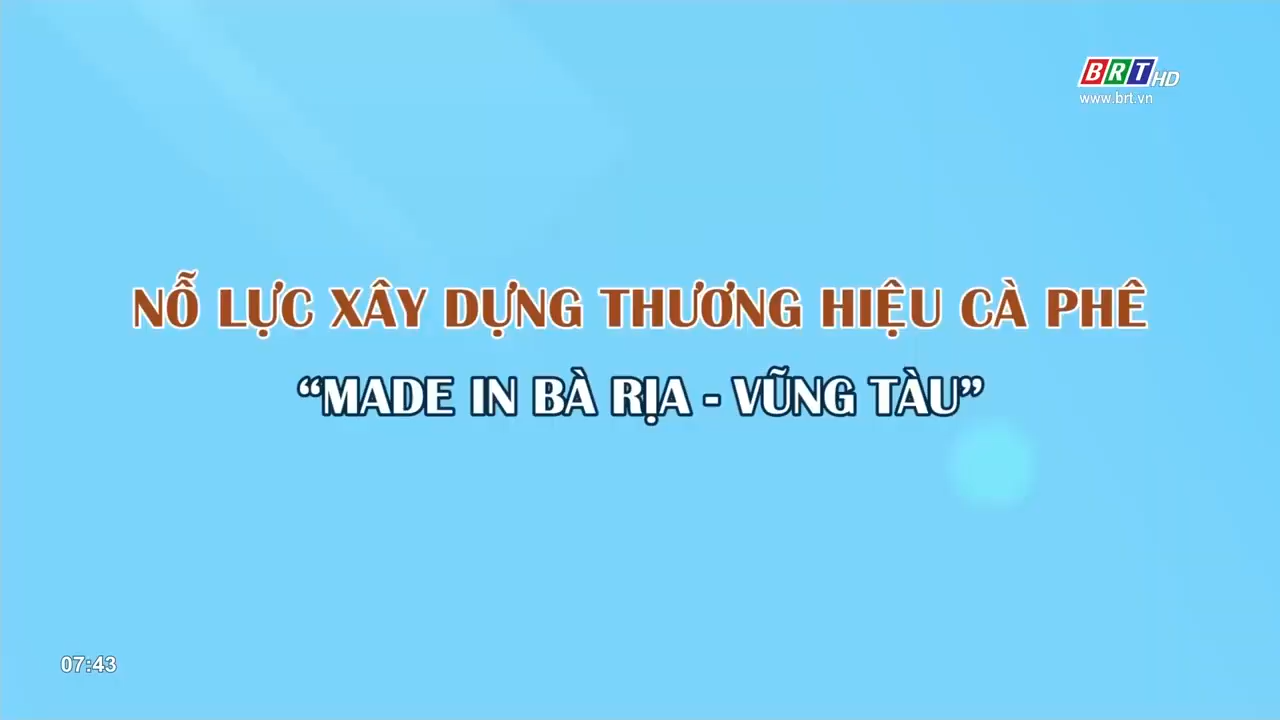 BRT HD
www.brt.vn
NỖ LỰC XÂY DỰNG THƯƠNG HIỆU CÀ PHÊ
“MADE IN BÀ RỊA - VŨNG TÀU”
07:43